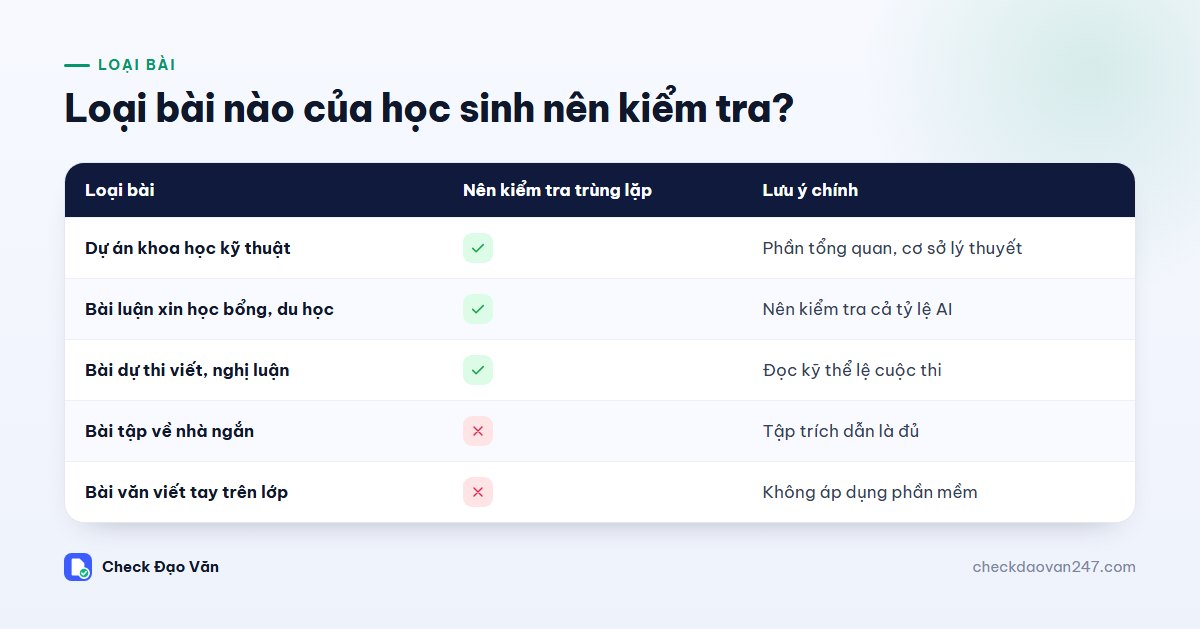 LOẠI BÀI
Loại bài nào của học sinh nên kiểm tra?
Loại bài Nên kiểm tra trùng lặp Lưu ý chính
Dự án khoa học kỹ thuật Phần tổng quan, cơ sở lý thuyết
Bài luận xin học bổng, du học Nên kiểm tra cả tỷ lệ AI
Bài dự thi viết, nghị luận Đọc kỹ thể lệ cuộc thi
Bài tập về nhà ngắn Tập trích dẫn là đủ
Bài văn viết tay trên lớp Không áp dụng phần mềm
Check Đạo Văn checkdaovan247.com